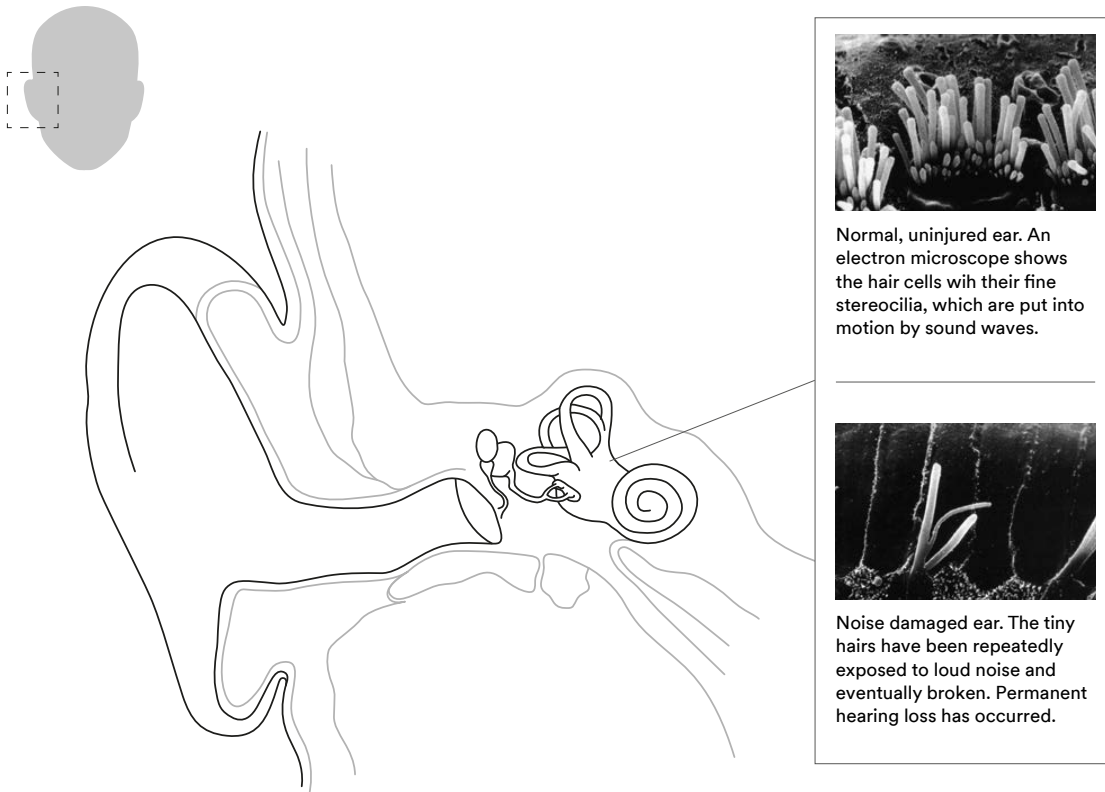 Normal, uninjured ear. An
electron microscope shows
the hair cells wih their fine
stereocilia, which are put into
motion by sound waves.
Noise damaged ear. The tiny
hairs have been repeatedly
exposed to loud noise and
eventually broken. Permanent
hearing loss has occurred.